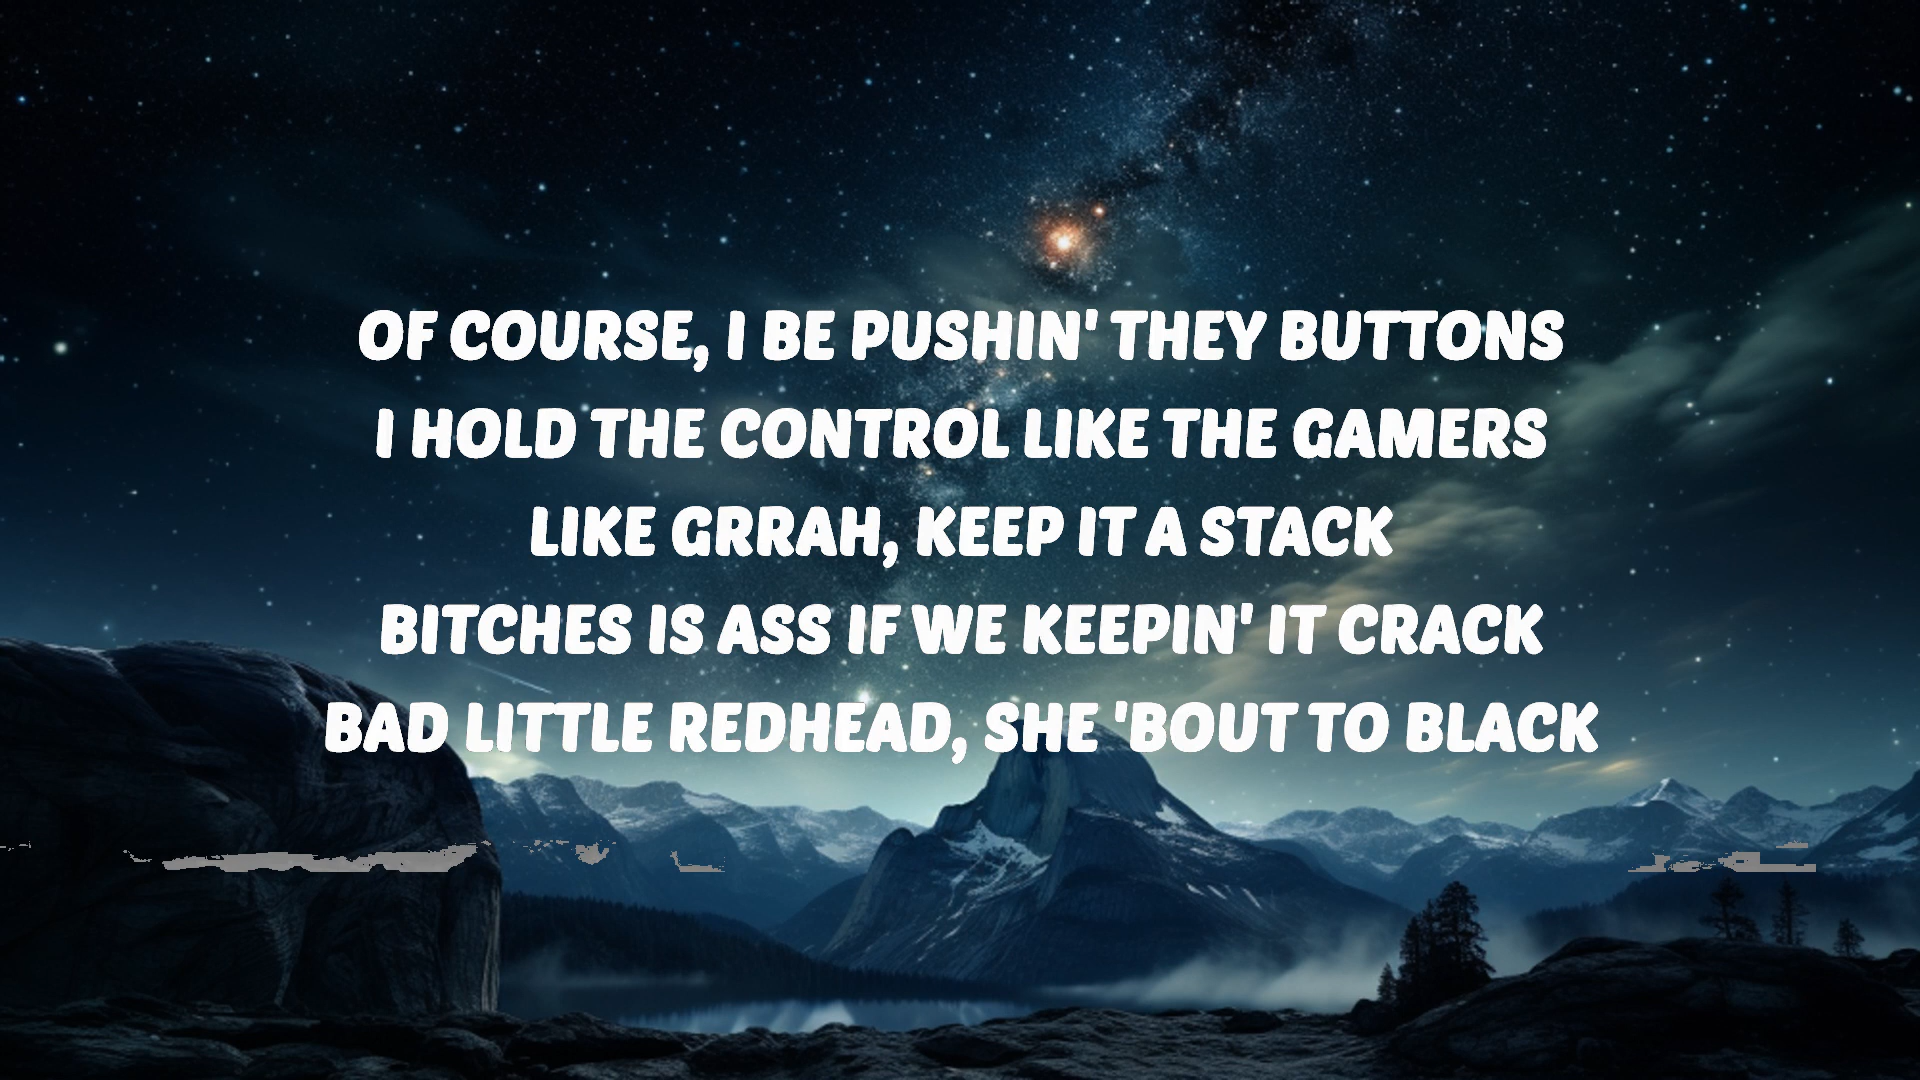 OF COURSE, I BE PUSHIN' THEY BUTTONS
I HOLD THE CONTROL LIKE THE GAMERS
LIKE GRRAH, KEEP IT A STACK
BITCHES IS ASS IF WE KEEPIN' IT CRACK
BAD LITTLE REDHEAD, SHE 'BOUT TO BLACK